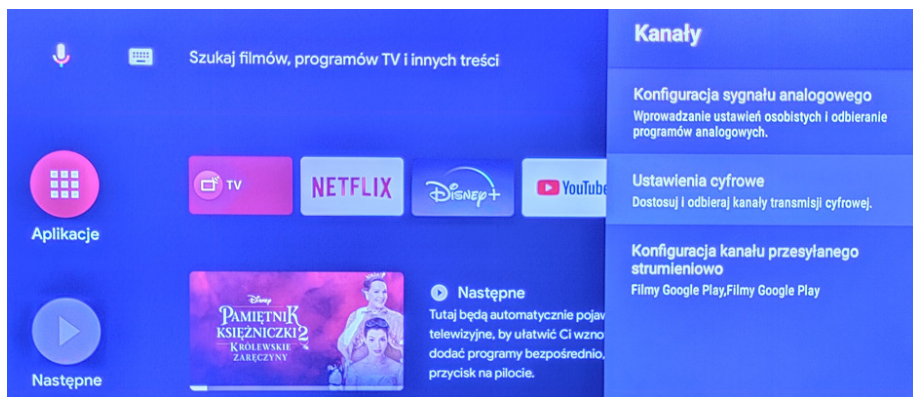 Szukaj filmów, programów TV i innych treści
Aplikacje
TV
NETFLIX
Disney+
YouTube
Następne
Disney
PAMIĘTNIK
KSIĘŻNICZKI 2
KRÓLEWSKIE
ZARĘCZYNY
Następne
Tutaj będą automatycznie
telewizyjne, by ułatwić Ci
dodać programy bezpośrednio,
przycisk na pilocie.
Kanały
Konfiguracja sygnału analogowego
Wprowadzanie ustawień osobistych i odbieranie
programów analogowych.
Ustawienia cyfrowe
Dostosuj i odbieraj kanały transmisji cyfrowej.
Konfiguracja kanału przesyłanego
strumieniowo
Filmy Google Play,Filmy Google Play